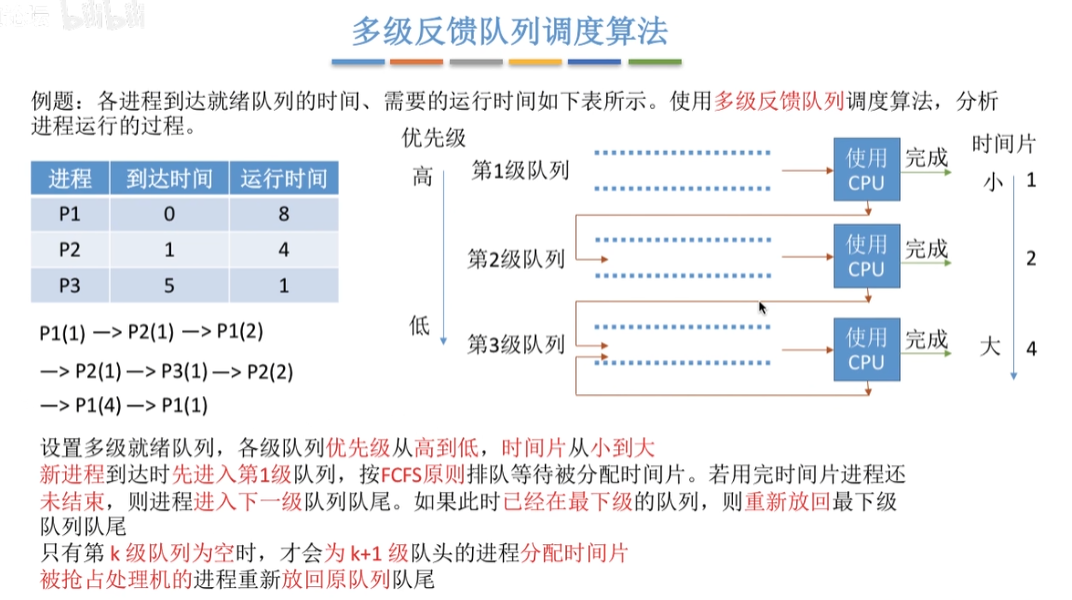 bilibili
多级反馈队列调度算法
例题：各进程到达就绪队列的时间、需要的运行时间如下表所示。使用多级反馈队列调度算法，分析
进程运行的过程。
进程 到达时间 运行时间
P1 0 8
P2 1 4
P3 5 1
P1(1) —> P2(1) —> P1(2)
—> P2(1) —> P3(1) —> P2(2)
—> P1(4) —> P1(1)
优先级
高
低
第1级队列
第2级队列
第3级队列
使用
CPU
完成
使用
CPU
完成
使用
CPU
完成
时间片
小 1
2
大 4
设置多级就绪队列，各级队列优先级从高到低，时间片从小到大
新进程到达时先进入第1级队列，按FCFS原则排队等待被分配时间片。若用完时间片进程还
未结束，则进程进入下一级队列队尾。如果此时已经在最下级的队列，则重新放回最下级
队列队尾
只有第 k 级队列为空时，才会为 k+1 级队头的进程分配时间片
被抢占处理机的进程重新放回原队列队尾